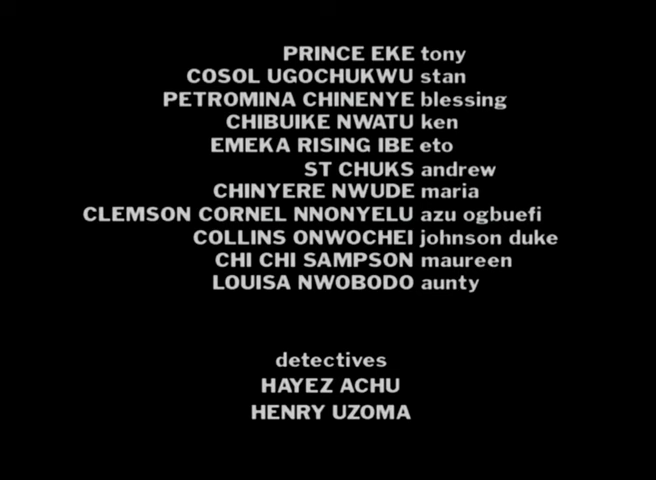 PRINCE EKE tony
COSOL UGOCHUKWU stan
PETROMINA CHINENYE blessing
CHIBUIKE NWATU ken
EMEKA RISING IBE eto
ST CHUKS andrew
CHINYERE NWUDE maria
CLEMSON CORNEL NNONYELU azu ogbuefi
COLLINS ONWOCHEI johnson duke
CHI CHI SAMPSON maureen
LOUISA NWOBODO aunty
detectives
HAYEZ ACHU
HENRY UZOMA